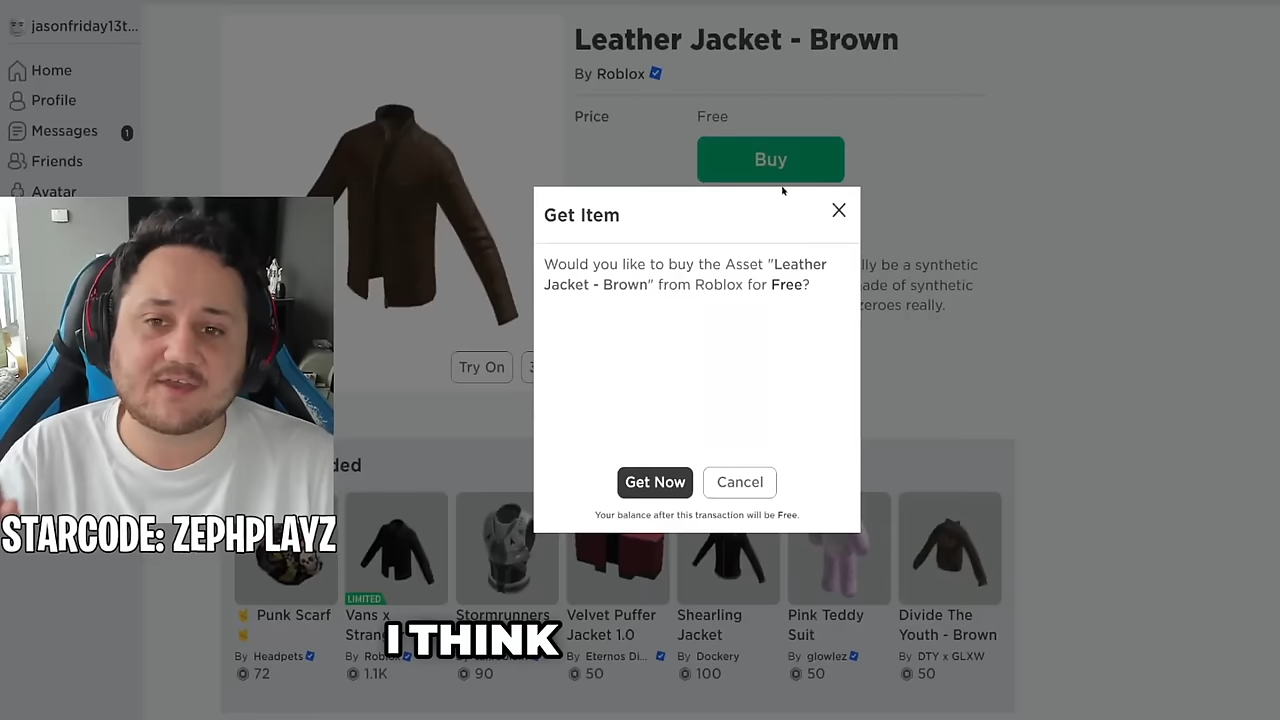 jasonfriday13t...
Home
Profile
Messages
1
Friends
Avatar
Leather Jacket - Brown
By Roblox
Price
Free
Buy
Get Item
Would you like to buy the Asset "Leather
Jacket - Brown" from Roblox for Free?
lly be a synthetic
ade of synthetic
zeroes really.
Try On
Get Now
Cancel
Your balance after this transaction will be Free.
STARCODE: ZEPHPLAYZ
I THINK
LIMITED
Punk Scarf
By Headpets
72
Vans x
By
1.1K
Stormrunners
90
Velvet Puffer
Jacket 1.0
By Eternos Di...
50
Shearling
Jacket
By Dockery
100
Pink Teddy
Suit
By glowlez
50
Divide The
Youth - Brown
By DTY x GLXW
50